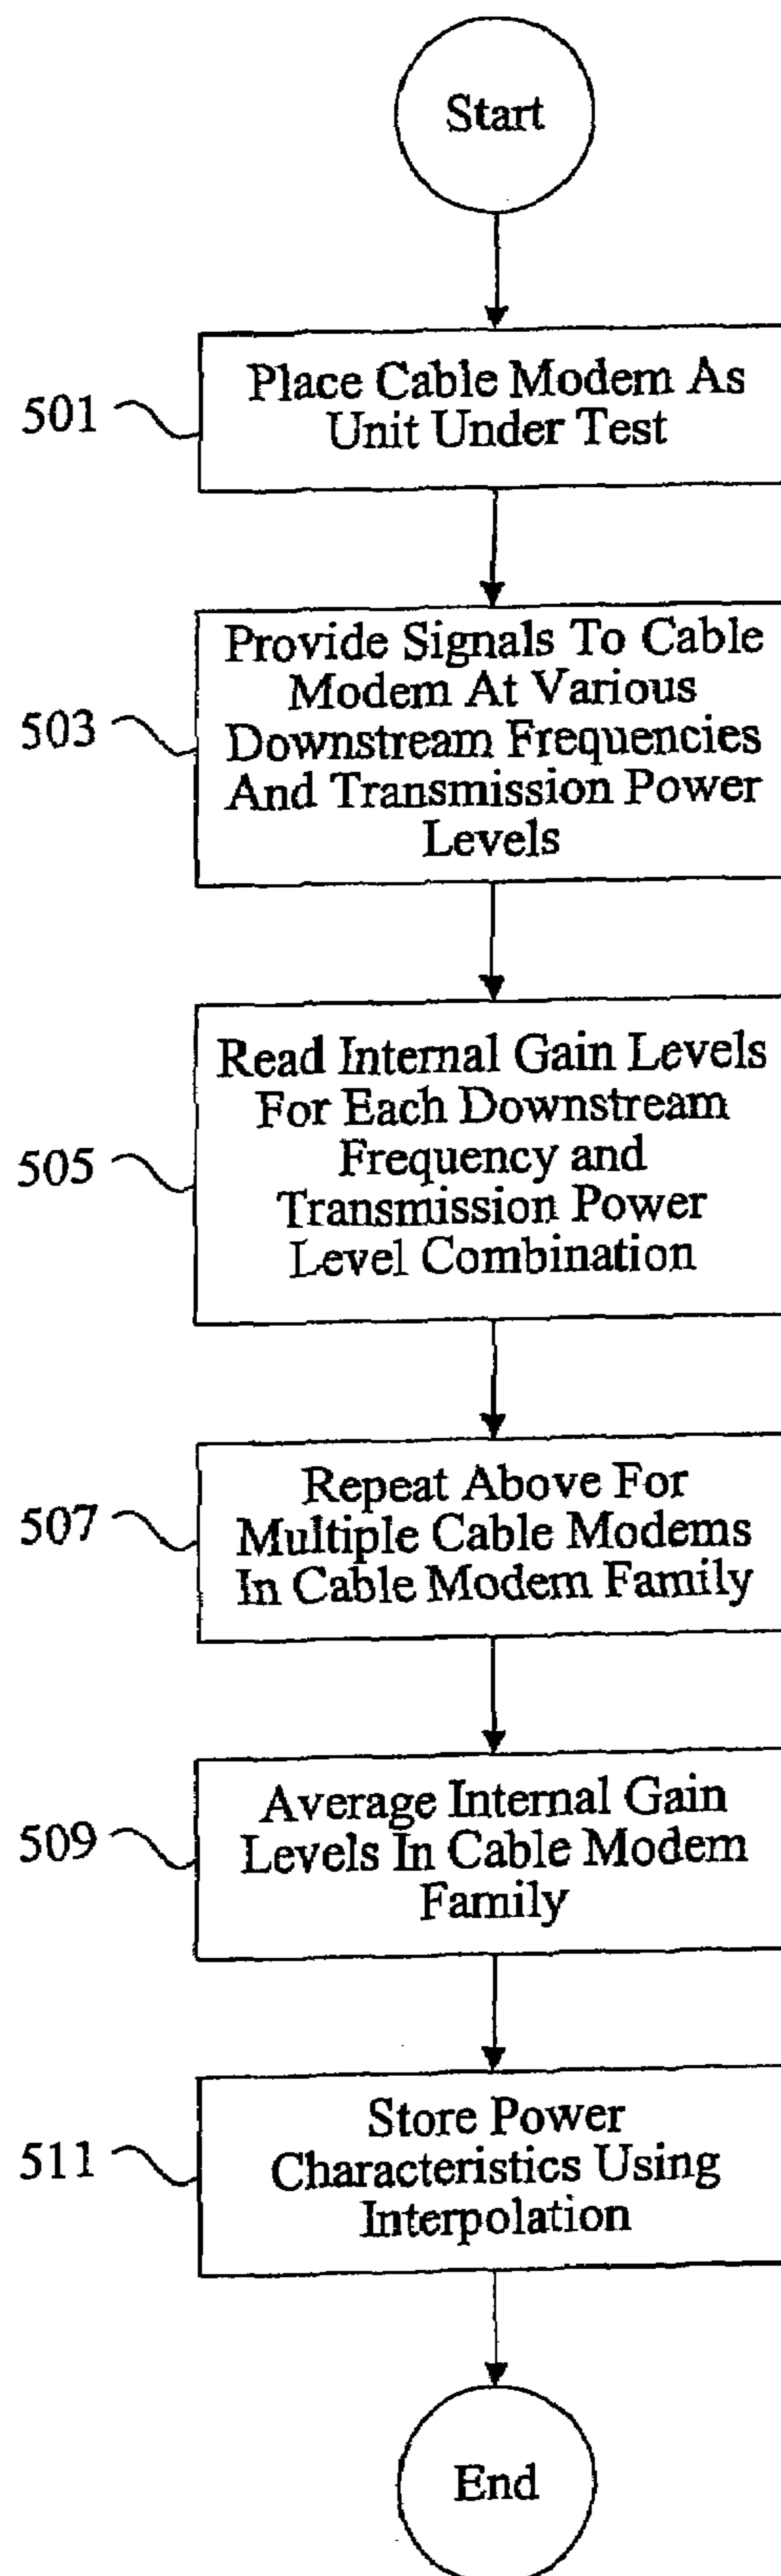 Start
501
Place Cable Modem As
Unit Under Test
503
Provide Signals To Cable
Modem At Various
Downstream Frequencies
And Transmission Power
Levels
505
Read Internal Gain Levels
For Each Downstream
Frequency and
Transmission Power
Level Combination
507
Repeat Above For
Multiple Cable Modems
In Cable Modem Family
509
Average Internal Gain
Levels In Cable Modem
Family
511
Store Power
Characteristics Using
Interpolation
End